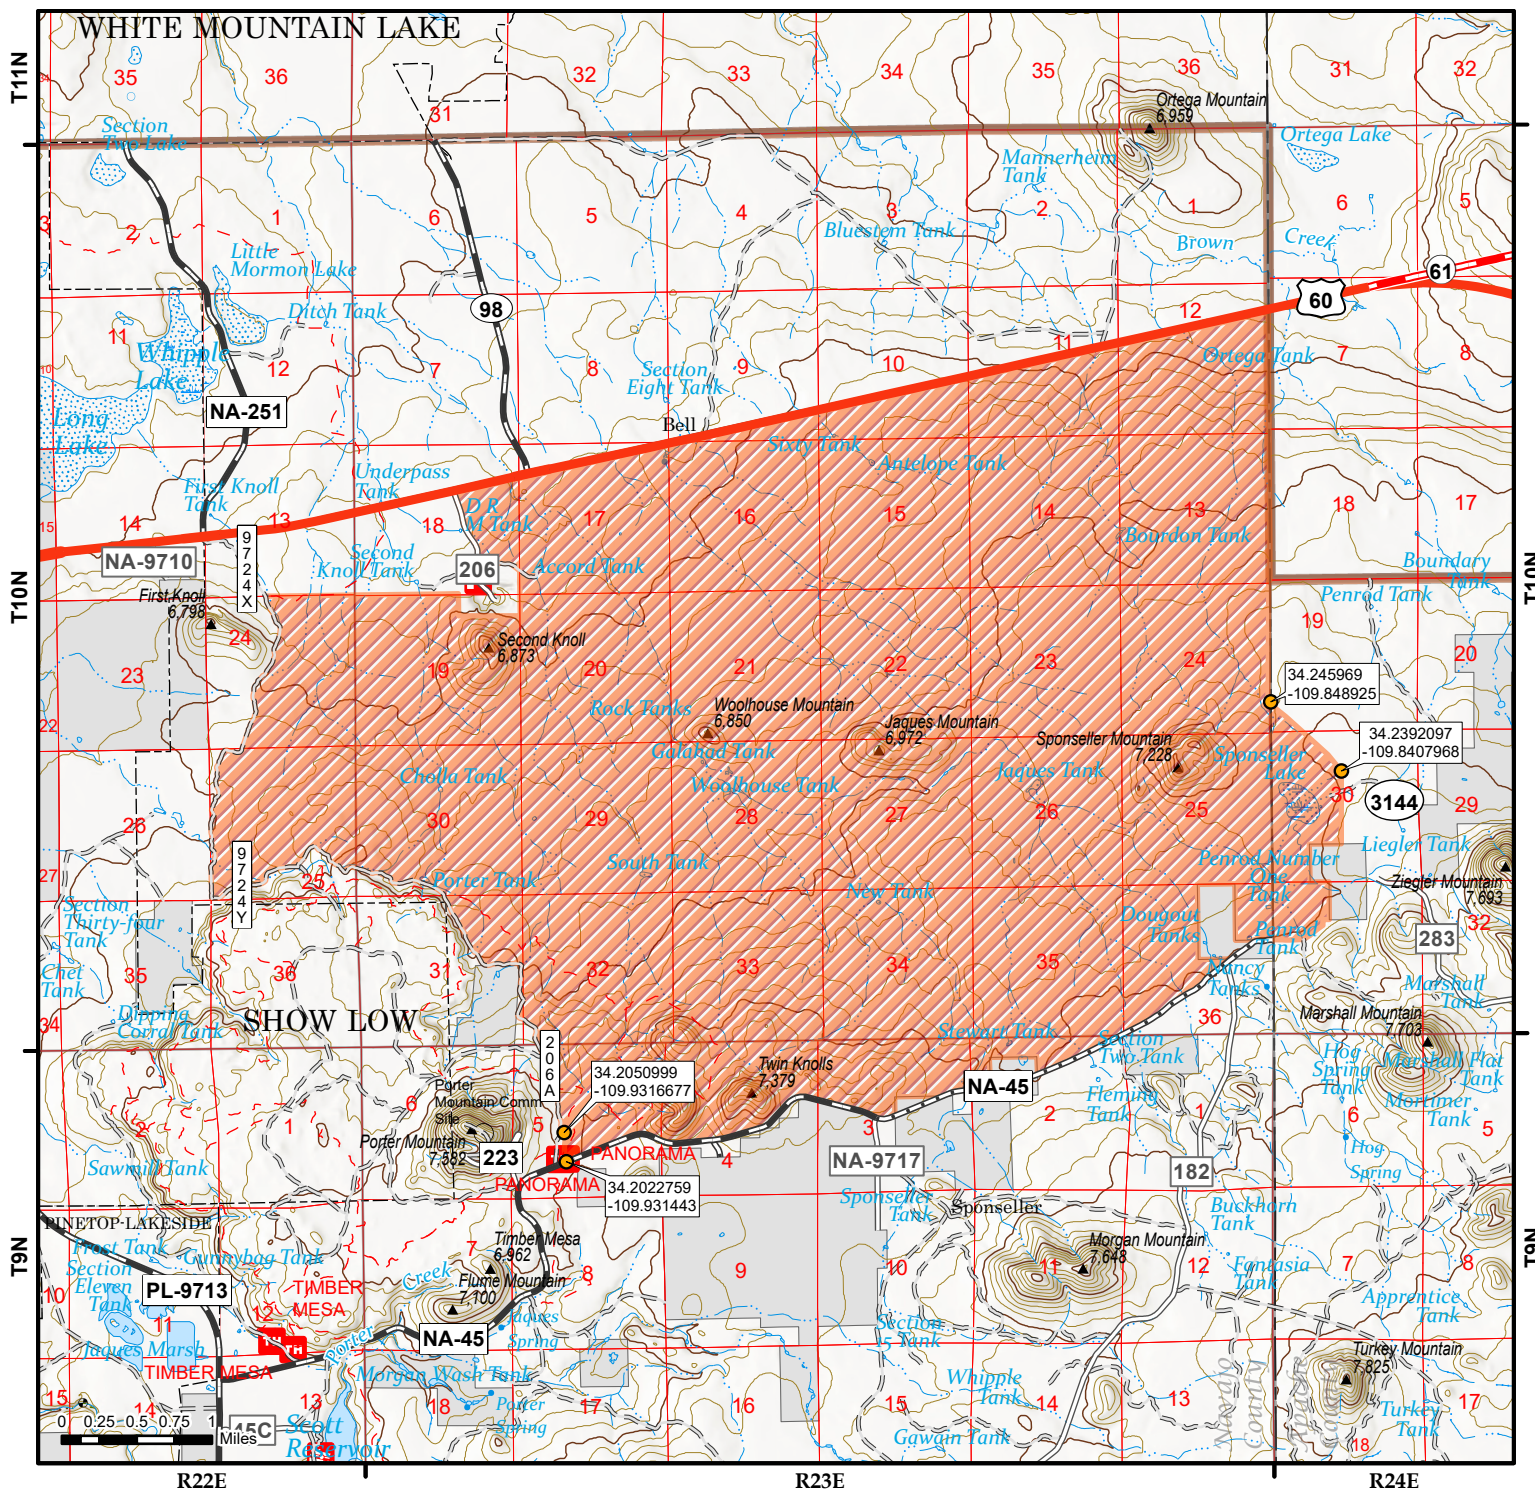 WHITE MOUNTAIN LAKE
T11N
35
36
31
32
33
34
35
36
31
32
Ortega Mountain
6,959
Section
Two Lake
Ortega Lake
Mannerheim
Tank
3
2
1
6
5
4
3
2
1
6
5
Little
Mormon Lake
Bluestem Tank
Brown
Creek
61
60
98
Ditch Tank
12
11
Whipple
Lake
12
7
8
Section
Eight Tank
9
10
11
Ortega Tank
7
8
10
NA-251
Long
Lake
Bell
Sixty Tank
Antelope Tank
Underpass
Tank
First Knoll
Tank
D R
M Tank
15
14
13
18
17
16
15
14
13
18
17
Bourdon Tank
Second
Knoll Tank
Accord Tank
Boundary
Tank
NA-9710
9724X
206
T10N
T10N
First Knoll
6,798
24
Penrod Tank
19
20
Second Knoll
6,873
23
19
20
21
22
23
24
34.245969
-109.848925
22
Rock Tanks
Woolhouse Mountain
6,850
Jaques Mountain
6,972
Sponseller Mountain
7,228
34.2392097
-109.8407968
Galahad Tank
Sponseller
Lake
Cholla Tank
Woolhouse Tank
Jaques Tank
30
3144
29
26
30
29
28
27
26
25
Liegler Tank
9724Y
27
25
Porter Tank
South Tank
New Tank
Penrod Number
One
Tank
Ziegler Mountain
7,693
Section
Thirty-four
Tank
Dougout
Tanks
Penrod
Tank
32
283
Chet
Tank
35
36
31
32
33
34
35
Nancy
Tanks
Marshall
Tank
34
Dipping
Corral Tank
SHOW LOW
36
Marshall Mountain
7,703
Stewart Tank
Section
Two Tank
Hog
Spring
Tank
Marshall Flat
Tank
206A
34.2050999
-109.9316677
Twin Knolls
7,379
NA-45
Porter
Mountain Comm
Site
6
5
Fleming
Tank
Mortimer
Tank
2
1
3
2
1
6
5
Porter Mountain
7,582
223
PANORAMA
4
NA-9717
182
Hog
Spring
Sawmill Tank
PANORAMA
34.2022759
-109.931443
Sponseller
Tank
Sponseller
Buckhorn
Tank
PINETOP-LAKESIDE
T9N
T9N
Frost Tank
Gunnybag Tank
7
Timber Mesa
6,962
Morgan Mountain
7,648
Section
Eleven
Tank
Creek
8
9
10
11
12
Fantasia
Tank
7
8
PL-9713
10
TIMBER
MESA
Flume Mountain
7,100
Apprentice
Tank
11
12
Jaques
Spring
NA-45
Section
15 Tank
Jaques Marsh
Porter
TIMBER MESA
Morgan Wash Tank
Whipple
Tank
Turkey Mountain
7,825
15
14
13
18
17
16
15
14
13
17
Porter
Spring
Turkey
Tank
0 0.25 0.5 0.75 1
Miles
45C
Scott
Reservoir
Gawain Tank
Navajo
County
Apache
County
18
R22E
R23E
R24E